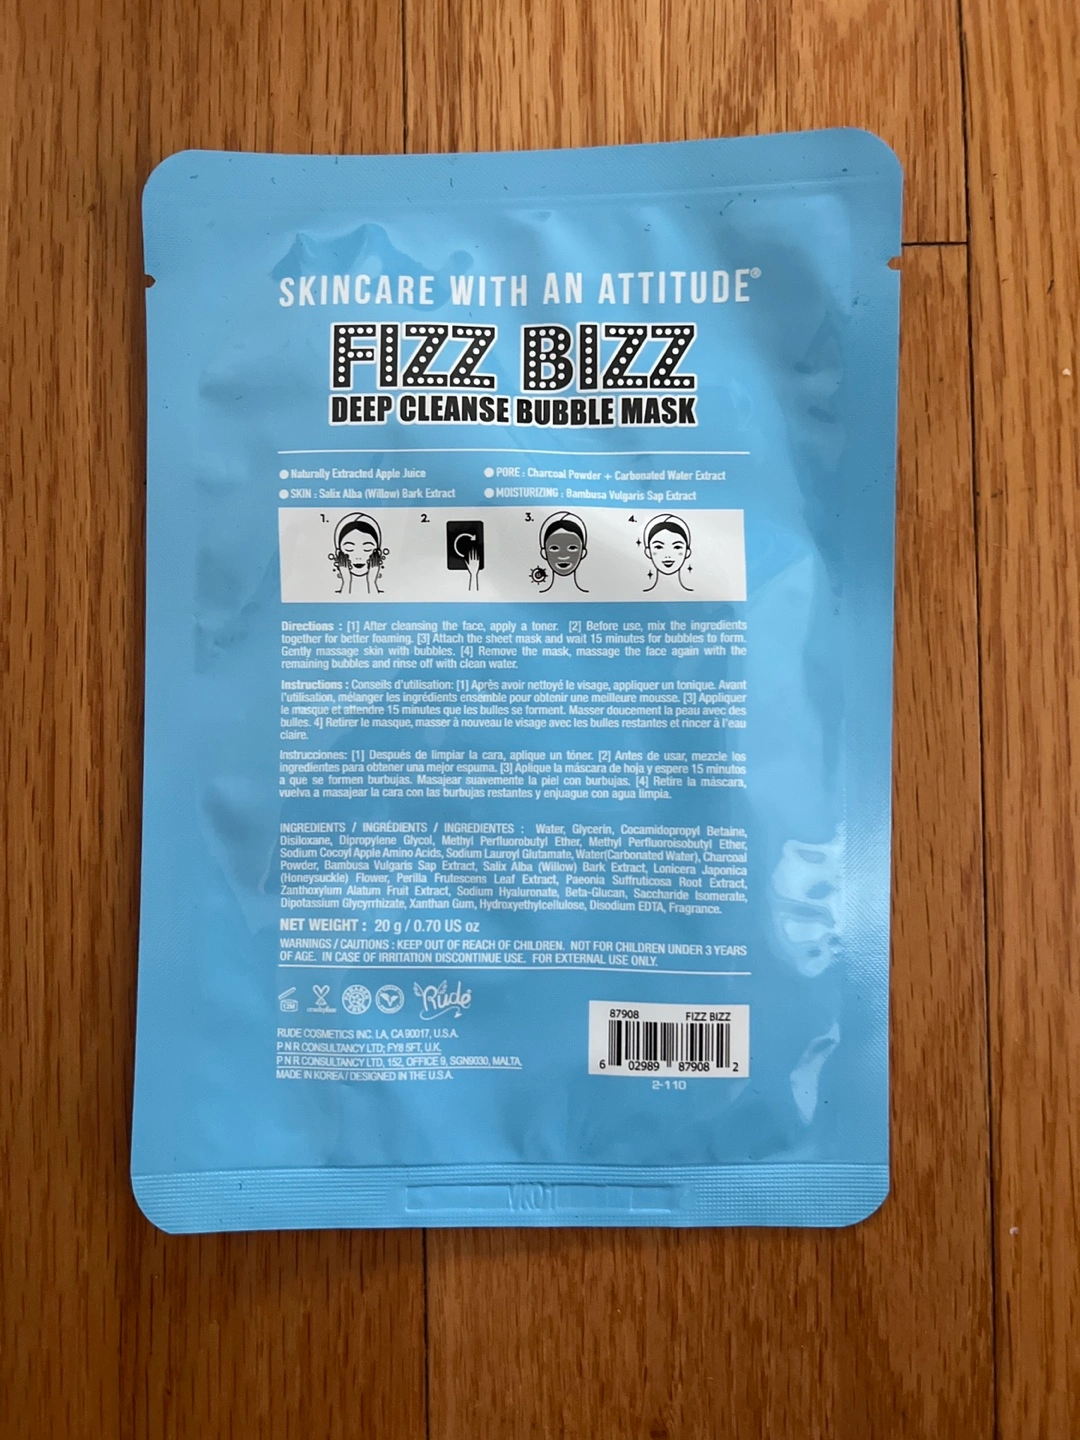 SKINCARE WITH AN ATTITUDE®
FIZZ BIZZ
DEEP CLEANSE BUBBLE MASK
Naturally Extracted Apple Juice
PORE : Charcoal Powder + Carbonated Water Extract
SKIN : Salix Alba (Willow) Bark Extract
MOISTURIZING : Bambusa Vulgaris Sap Extract
1. 2. 3. 4.
Directions : [1] After cleansing the face, apply a toner. [2] Before use, mix the ingredients
together for better foaming. [3] Attach the sheet mask and wait 15 minutes for bubbles to form.
Gently massage skin with bubbles. [4] Remove the mask, massage the face again with the
remaining bubbles and rinse off with clean water.
Instructions : Conseils d'utilisation: [1] Après avoir nettoyé le visage, appliquer un tonique. Avant
l'utilisation, mélanger les ingrédients ensemble pour obtenir une meilleure mousse. [3] Appliquer
le masque et attendre 15 minutes que les bulles se forment. Masser doucement la peau avec des
bulles. 4] Retirer le masque, masser à nouveau le visage avec les bulles restantes et rincer à l'eau
claire.
Instrucciones: [1] Después de limpiar la cara, aplique un tóner. [2] Antes de usar, mezcle los
ingredientes para obtener una mejor espuma. [3] Aplique la máscara de hoja y espere 15 minutos
a que se formen burbujas. Masajear suavemente la piel con burbujas. [4] Retire la máscara,
vuelva a masajear la cara con las burbujas restantes y enjuague con agua limpia.
INGREDIENTS / INGRÉDIENTS / INGREDIENTES : Water, Glycerin, Cocamidopropyl Betaine,
Disiloxane, Dipropylene Glycol, Methyl Perfluorobutyl Ether, Methyl Perfluoroisobutyl Ether,
Sodium Cocoyl Apple Amino Acids, Sodium Lauroyl Glutamate, Water(Carbonated Water), Charcoal
Powder, Bambusa Vulgaris Sap Extract, Salix Alba (Willow) Bark Extract, Lonicera Japonica
(Honeysuckle) Flower, Perilla Frutescens Leaf Extract, Paeonia Suffruticosa Root Extract,
Zanthoxylum Alatum Fruit Extract, Sodium Hyaluronate, Beta-Glucan, Saccharide Isomerate,
Dipotassium Glycyrrhizate, Xanthan Gum, Hydroxyethylcellulose, Disodium EDTA, Fragrance.
NET WEIGHT : 20 g / 0.70 US oz
WARNINGS / CAUTIONS : KEEP OUT OF REACH OF CHILDREN. NOT FOR CHILDREN UNDER 3 YEARS
OF AGE. IN CASE OF IRRITATION DISCONTINUE USE. FOR EXTERNAL USE ONLY.
12M crueltyfree Rude®
RUDE COSMETICS INC. LA, CA 90017, U.S.A.
P N R CONSULTANCY LTD; FY8 5FT, U.K.
P N R CONSULTANCY LTD, 152, OFFICE 9, SGN9030, MALTA.
MADE IN KOREA / DESIGNED IN THE U.S.A.
87908 FIZZ BIZZ
6 02989 87908 2
2-110
VK01